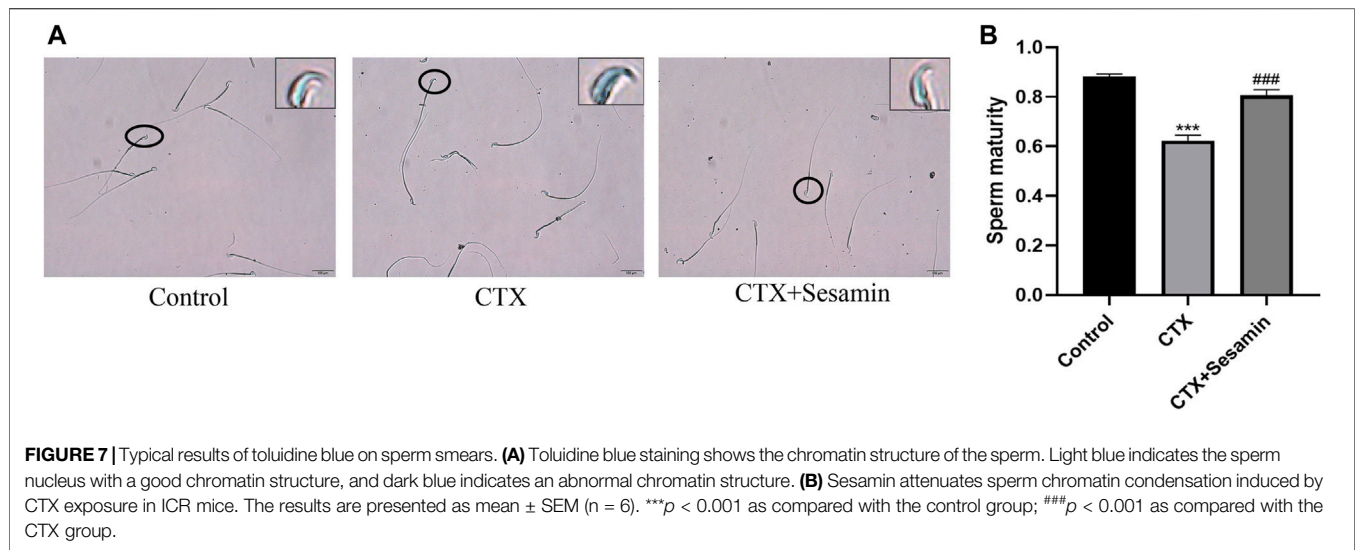 A
B
Control
CTX
CTX+Sesamin
1.0
0.8
0.6
0.4
0.2
0.0
Sperm maturity
***
###
Control
CTX
CTX+Sesamin
FIGURE 7 | Typical results of toluidine blue on sperm smears. (A) Toluidine blue staining shows the chromatin structure of the sperm. Light blue indicates the sperm
nucleus with a good chromatin structure, and dark blue indicates an abnormal chromatin structure. (B) Sesamin attenuates sperm chromatin condensation induced by
CTX exposure in ICR mice. The results are presented as mean ± SEM (n = 6). ***p < 0.001 as compared with the control group; ###p < 0.001 as compared with the
CTX group.